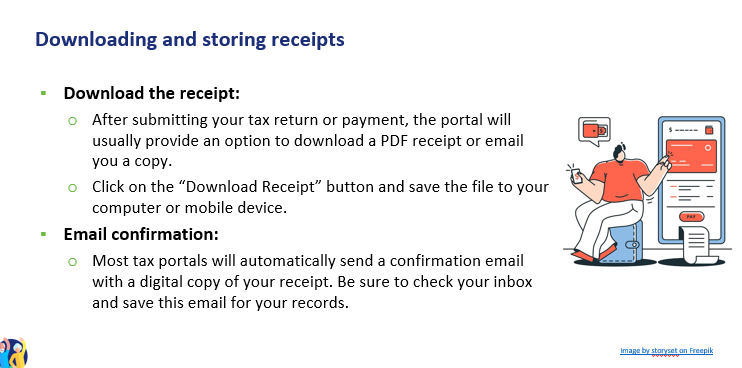 Downloading and storing receipts
▪ Download the receipt:
o After submitting your tax return or payment, the portal will
usually provide an option to download a PDF receipt or email
you a copy.
o Click on the “Download Receipt” button and save the file to your
computer or mobile device.
▪ Email confirmation:
o Most tax portals will automatically send a confirmation email
with a digital copy of your receipt. Be sure to check your inbox
and save this email for your records.
$
PAY
Image by storyset on Freepik